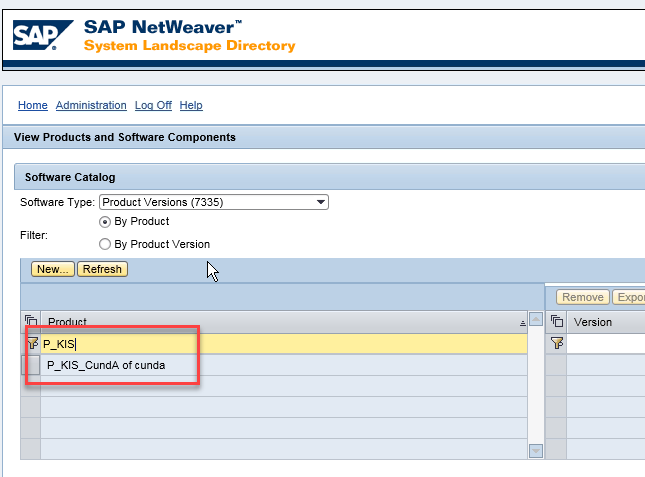 SAP
SAP NetWeaver™
System Landscape Directory
Home Administration Log Off Help
View Products and Software Components
Software Catalog
Software Type: Product Versions (7335)
Filter:
By Product
By Product Version
New... Refresh
Remove Expor
Product
Version
P_KIS
P_KIS_CundA of cunda